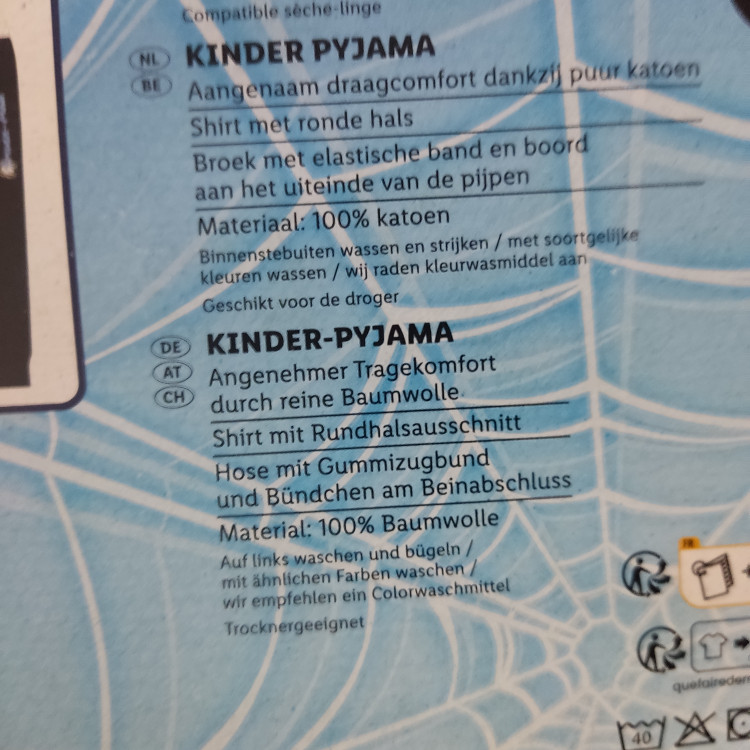 Compatible sèche-linge
NL KINDER PYJAMA
BE Aangenaam draagcomfort dankzij puur katoen
Shirt met ronde hals
Broek met elastische band en boord
aan het uiteinde van de pijpen
Materiaal: 100% katoen
Binnenstebuiten wassen en strijken / met soortgelijke
kleuren wassen / wij raden kleurwasmiddel aan
Geschikt voor de droger
DE KINDER-PYJAMA
AT Angenehmer Tragekomfort
CH durch reine Baumwolle
Shirt mit Rundhalsausschnitt
Hose mit Gummizugbund
und Bündchen am Beinabschluss
Material: 100% Baumwolle
Auf links waschen und bügeln /
mit ähnlichen Farben waschen /
wir empfehlen ein Colorwaschmittel
Trocknergeeignet
FR
+
40